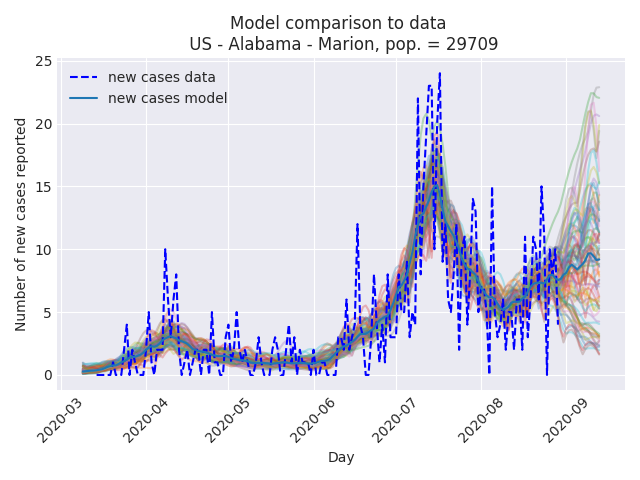 Model comparison to data
US - Alabama - Marion, pop. = 29709
25
20
15
10
5
0
Number of new cases reported
new cases data
new cases model
2020-03
2020-04
2020-05
2020-06
2020-07
2020-08
2020-09
Day